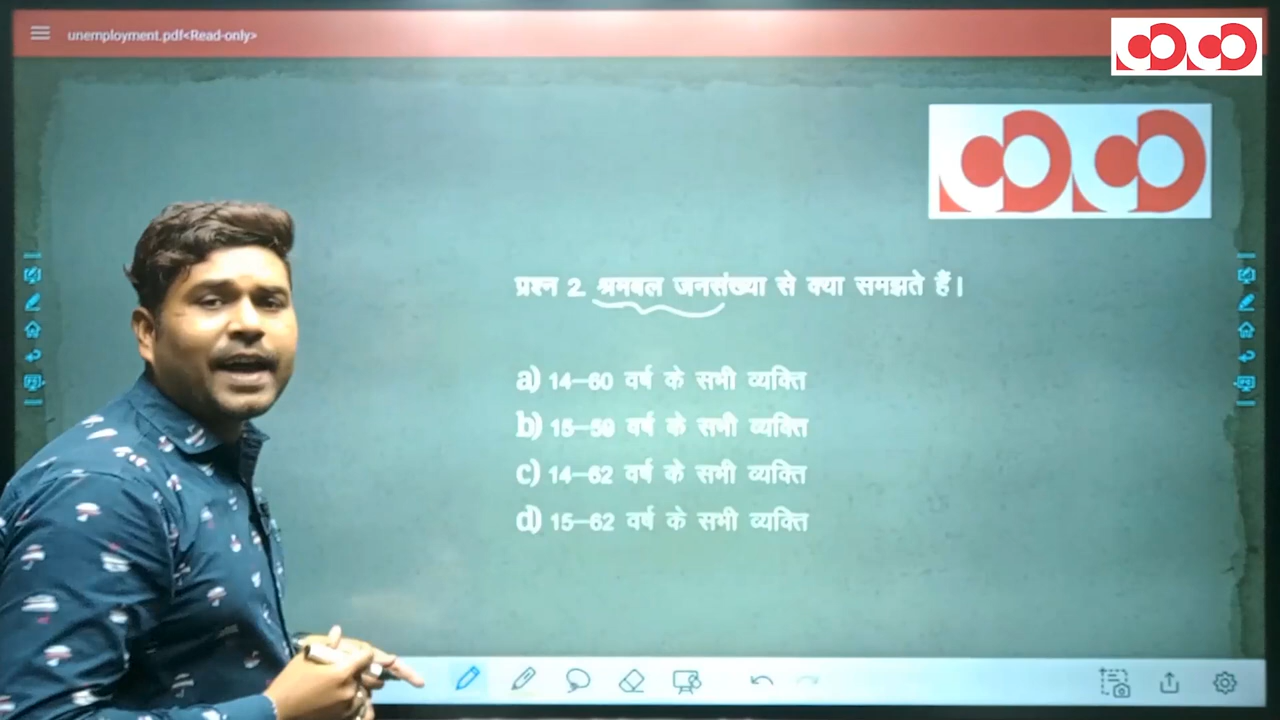 unemployment.pdf<Read-only>
प्रश्न 2. श्रमबल जनसंख्या से क्या समझते हैं।
a) 14–60 वर्ष के सभी व्यक्ति
b) 15–59 वर्ष के सभी व्यक्ति
c) 14–62 वर्ष के सभी व्यक्ति
d) 15–62 वर्ष के सभी व्यक्ति